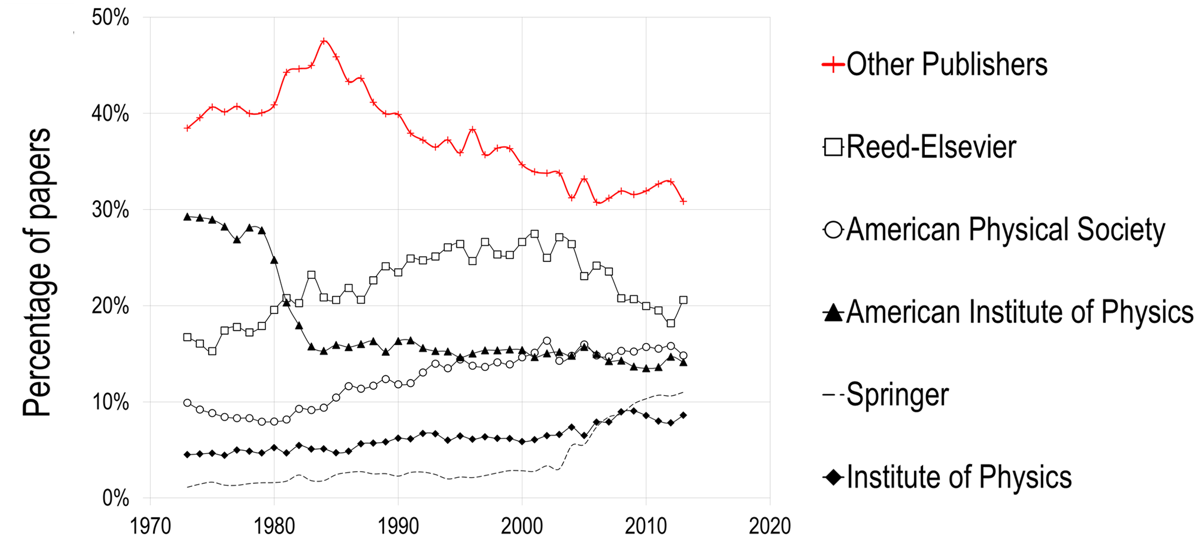 Percentage of papers
50%
40%
30%
20%
10%
0%
1970 1980 1990 2000 2010 2020
Other Publishers
Reed-Elsevier
American Physical Society
American Institute of Physics
Springer
Institute of Physics